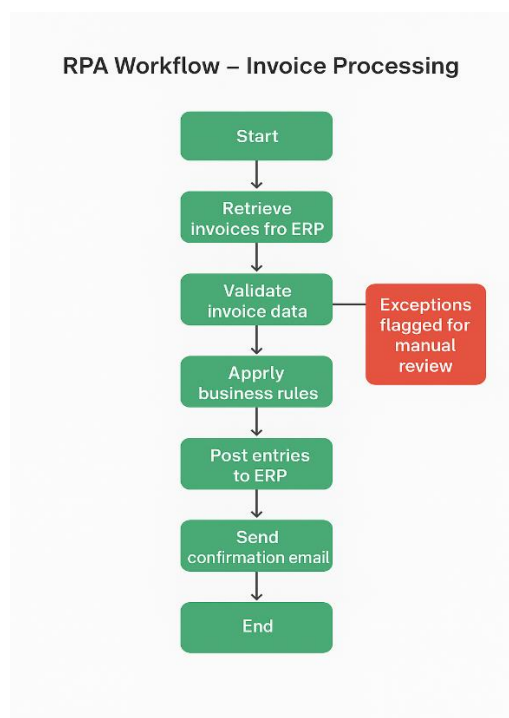 RPA Workflow – Invoice Processing
Start
Retrieve
invoices fro ERP
Validate
invoice data
Exceptions
flagged for
manual
review
Apprly
business rules
Post entries
to ERP
Send
confirmation email
End